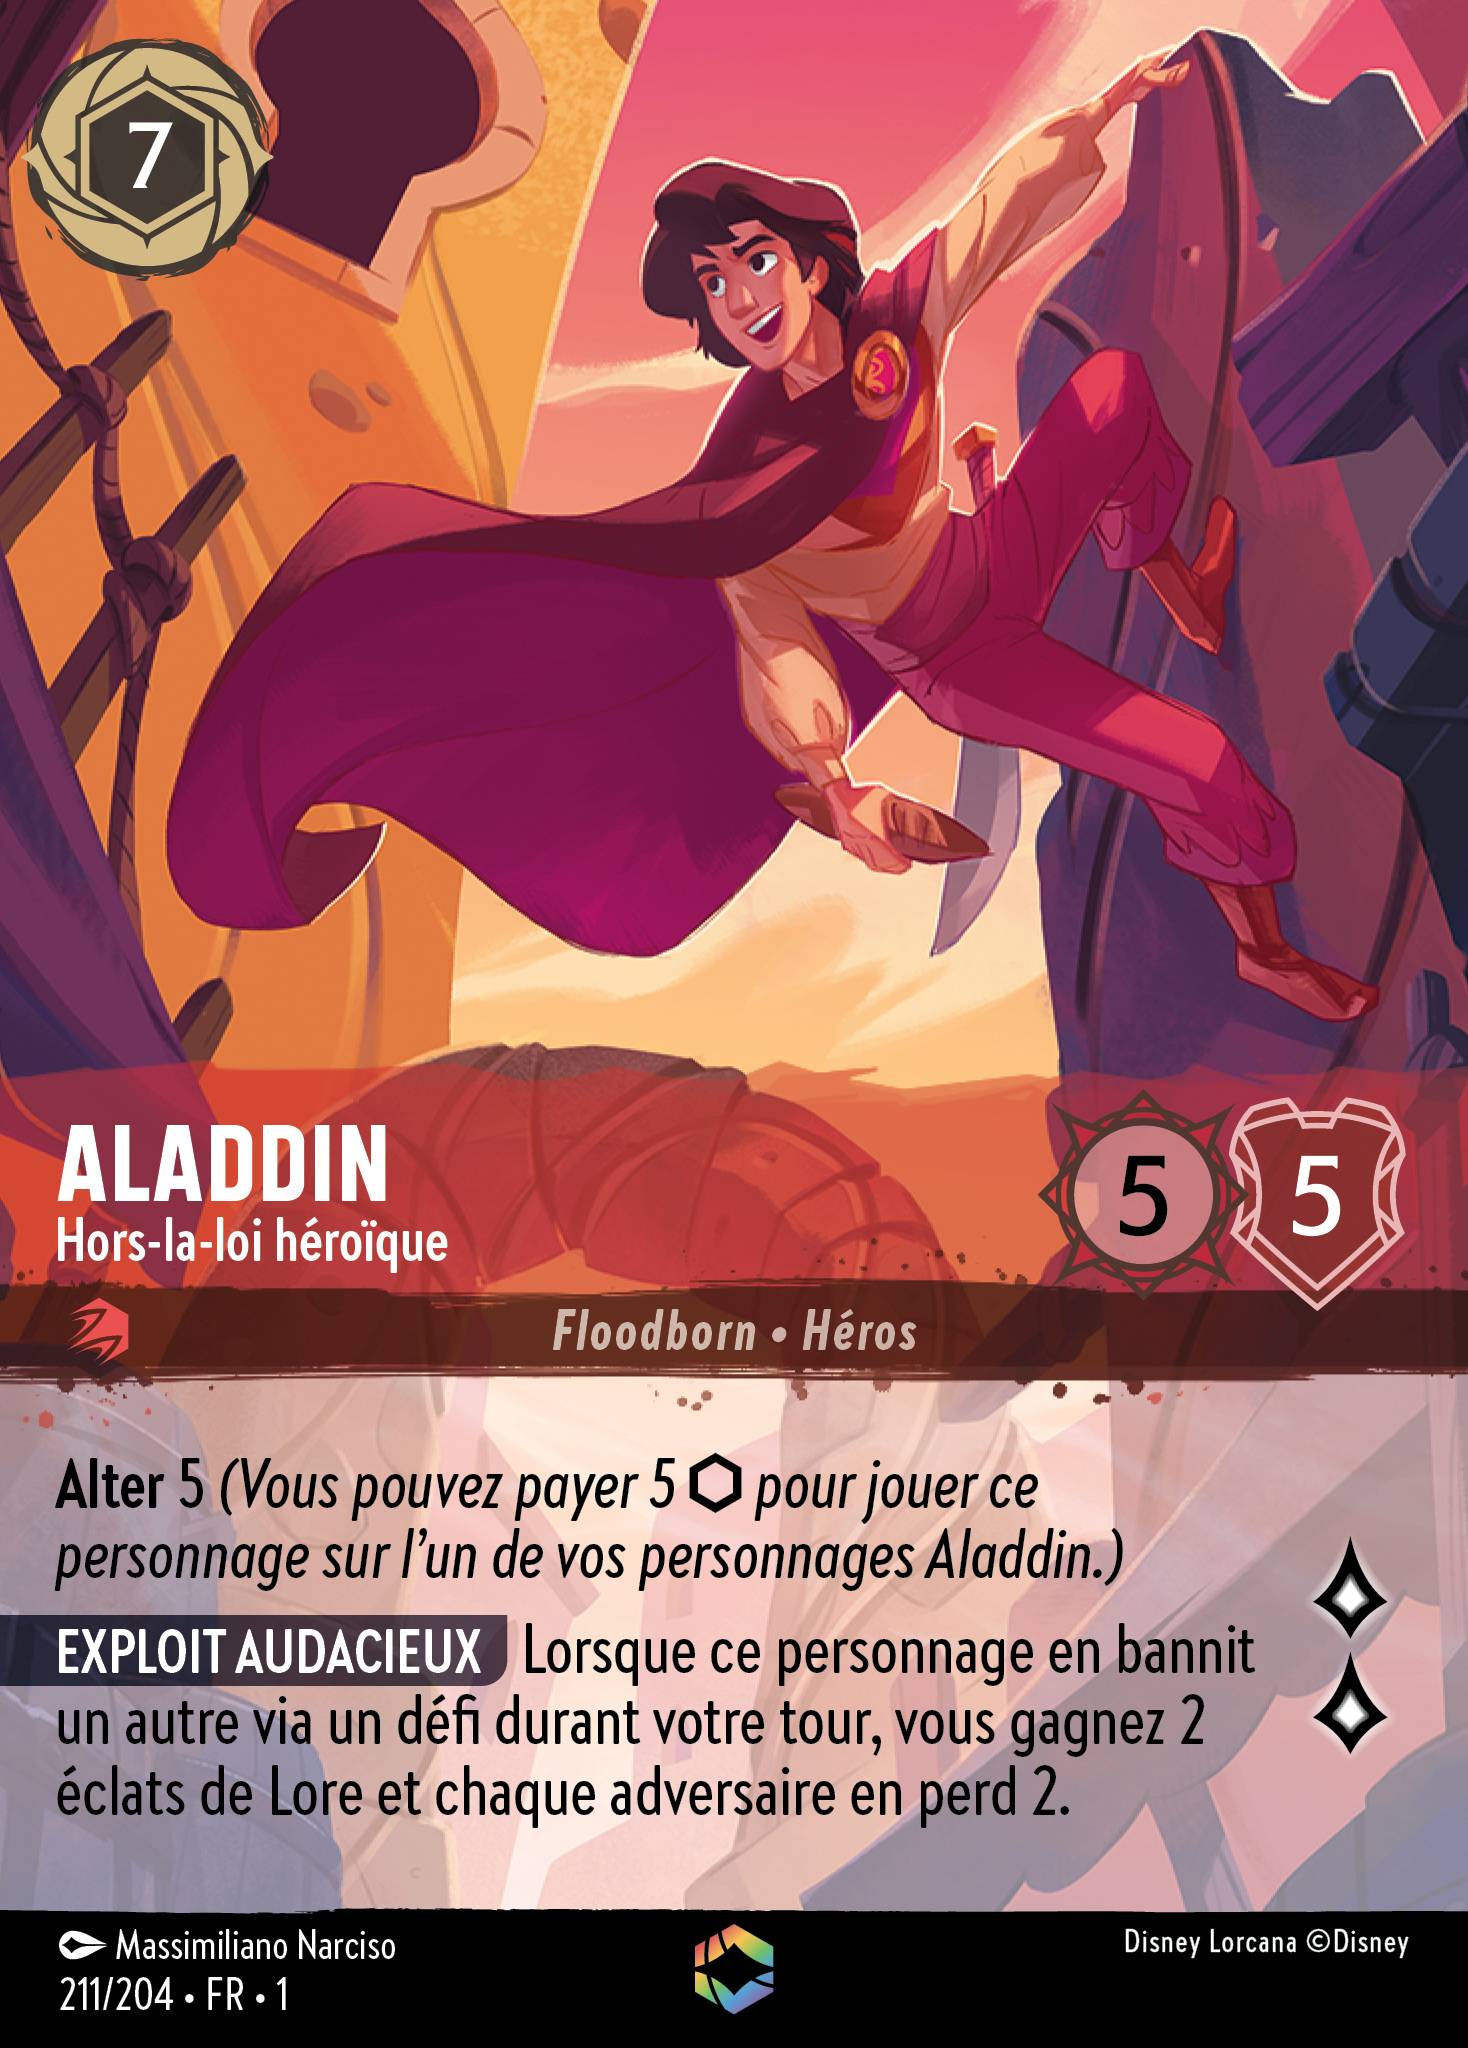 7
ALADDIN
Hors-la-loi héroïque
5
5
Floodborn • Héros
Alter 5 (Vous pouvez payer 5 ⬡ pour jouer ce
personnage sur l’un de vos personnages Aladdin.)
EXPLOIT AUDACIEUX Lorsque ce personnage en bannit
un autre via un défi durant votre tour, vous gagnez 2
éclats de Lore et chaque adversaire en perd 2.
Massimiliano Narciso
211/204 • FR • 1
Disney Lorcana ©Disney